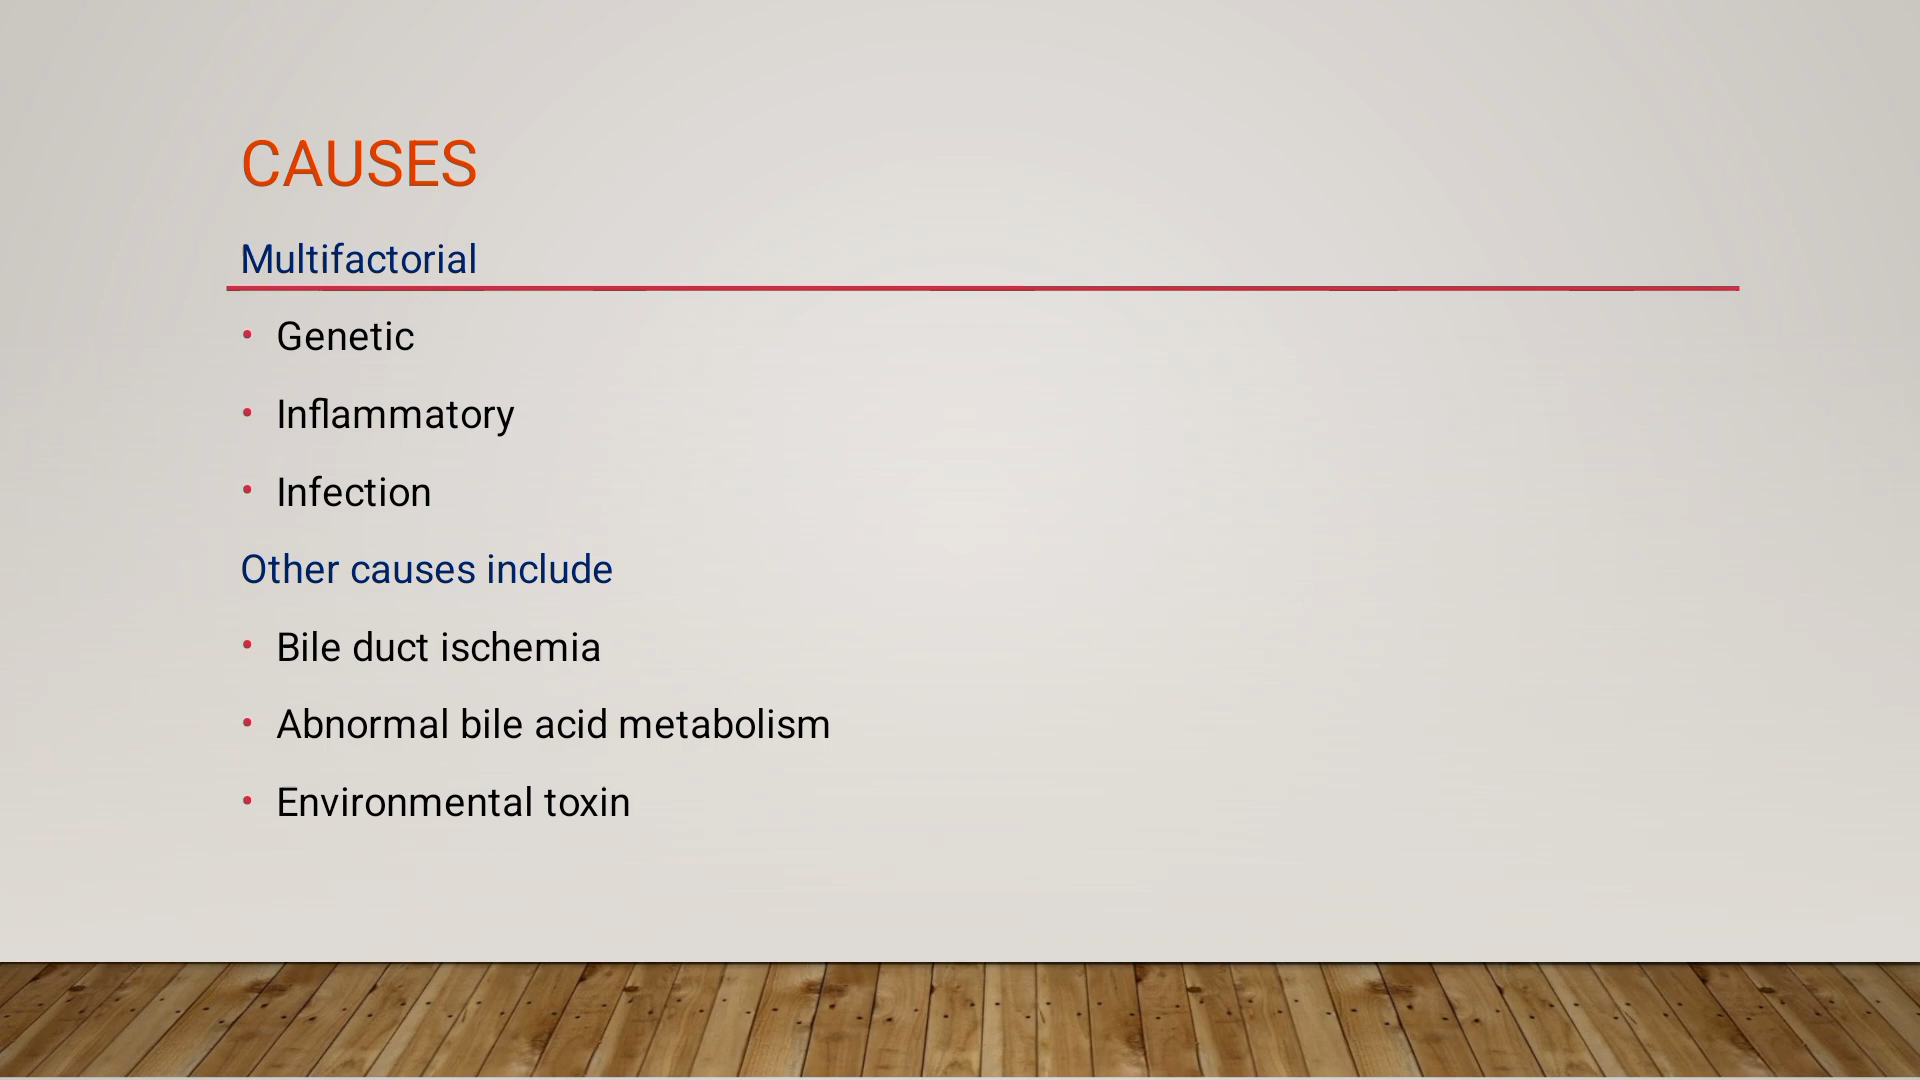 CAUSES
Multifactorial
• Genetic
• Inflammatory
• Infection
Other causes include
• Bile duct ischemia
• Abnormal bile acid metabolism
• Environmental toxin